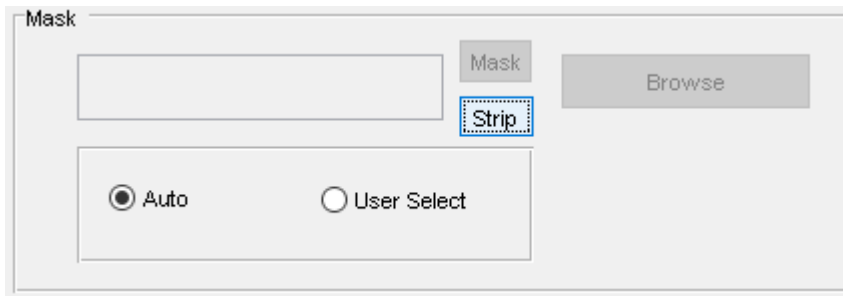 Mask
Mask
Browse
Strip
Auto
User Select